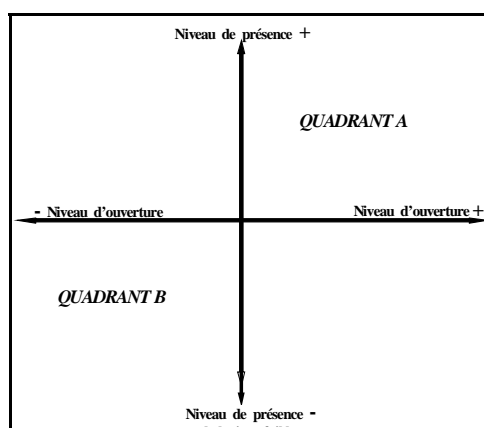 Niveau de présence +
QUADRANT A
- Niveau d'ouverture Niveau d'ouverture +
QUADRANT B
Niveau de présence -